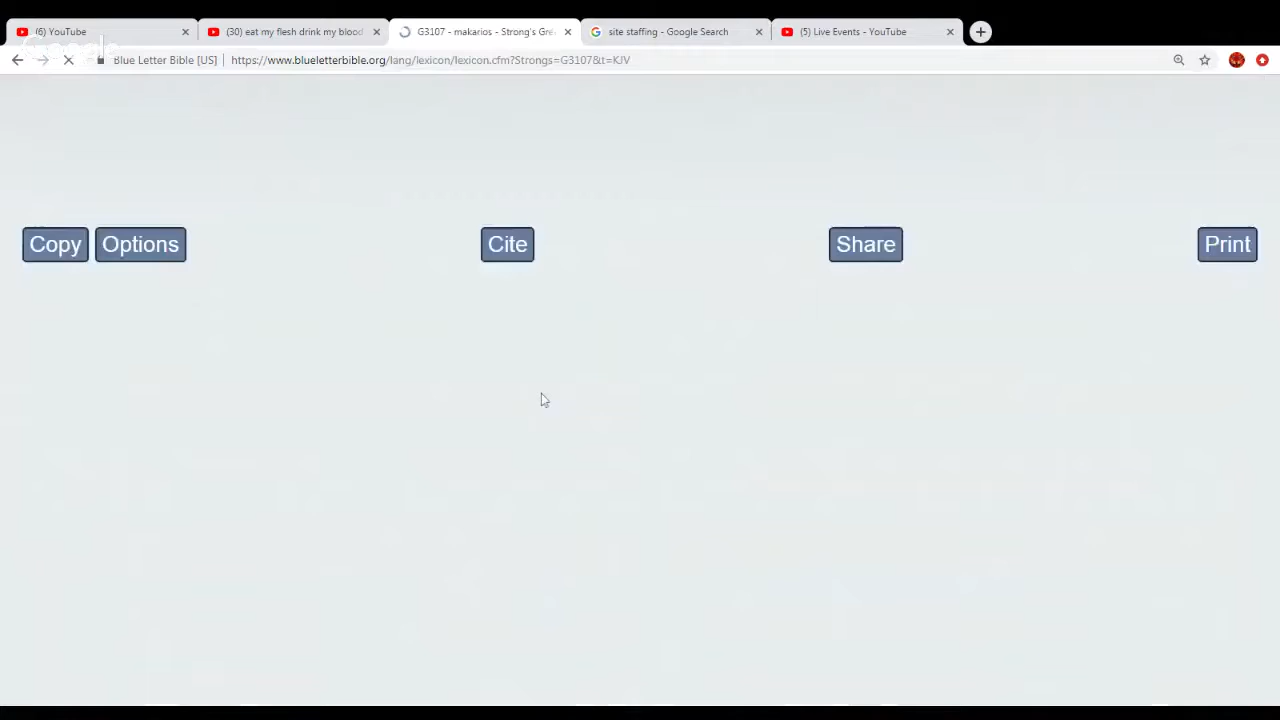 (6) YouTube
(30) eat my flesh drink my blood
G3107 - makarios - Strong's Gre
site staffing - Google Search
(5) Live Events - YouTube
Google
Blue Letter Bible [US]
https://www.blueletterbible.org/lang/lexicon/lexicon.cfm?Strongs=G3107&t=KJV
Copy
Options
Cite
Share
Print